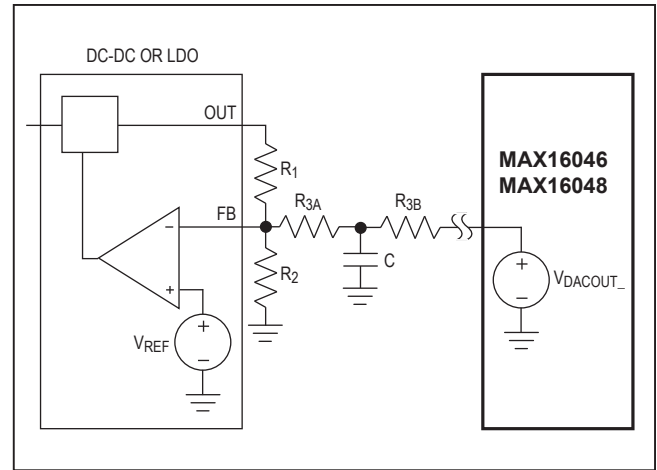 DC-DC OR LDO
OUT
R1
FB
R3A
R3B
R2
C
VREF
MAX16046
MAX16048
VDACOUT_
+
−
+
−
+
−